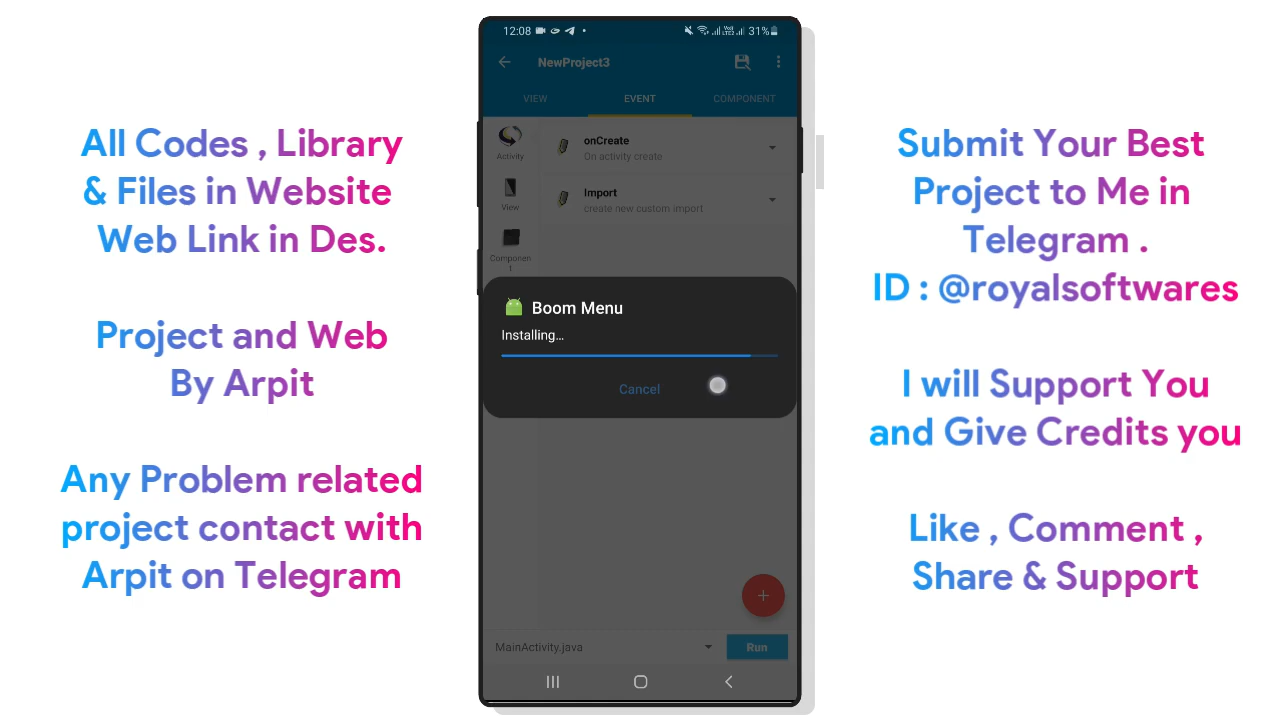 All Codes , Library
& Files in Website
Web Link in Des.
Project and Web
By Arpit
Any Problem related
project contact with
Arpit on Telegram
12:08
31%
NewProject3
VIEW
EVENT
COMPONENT
Activity
onCreate
On activity create
View
Import
create new custom import
Componen
t
Boom Menu
Installing...
Cancel
+
MainActivity.java
Run
Submit Your Best
Project to Me in
Telegram .
ID : @royalsoftwares
I will Support You
and Give Credits you
Like , Comment ,
Share & Support